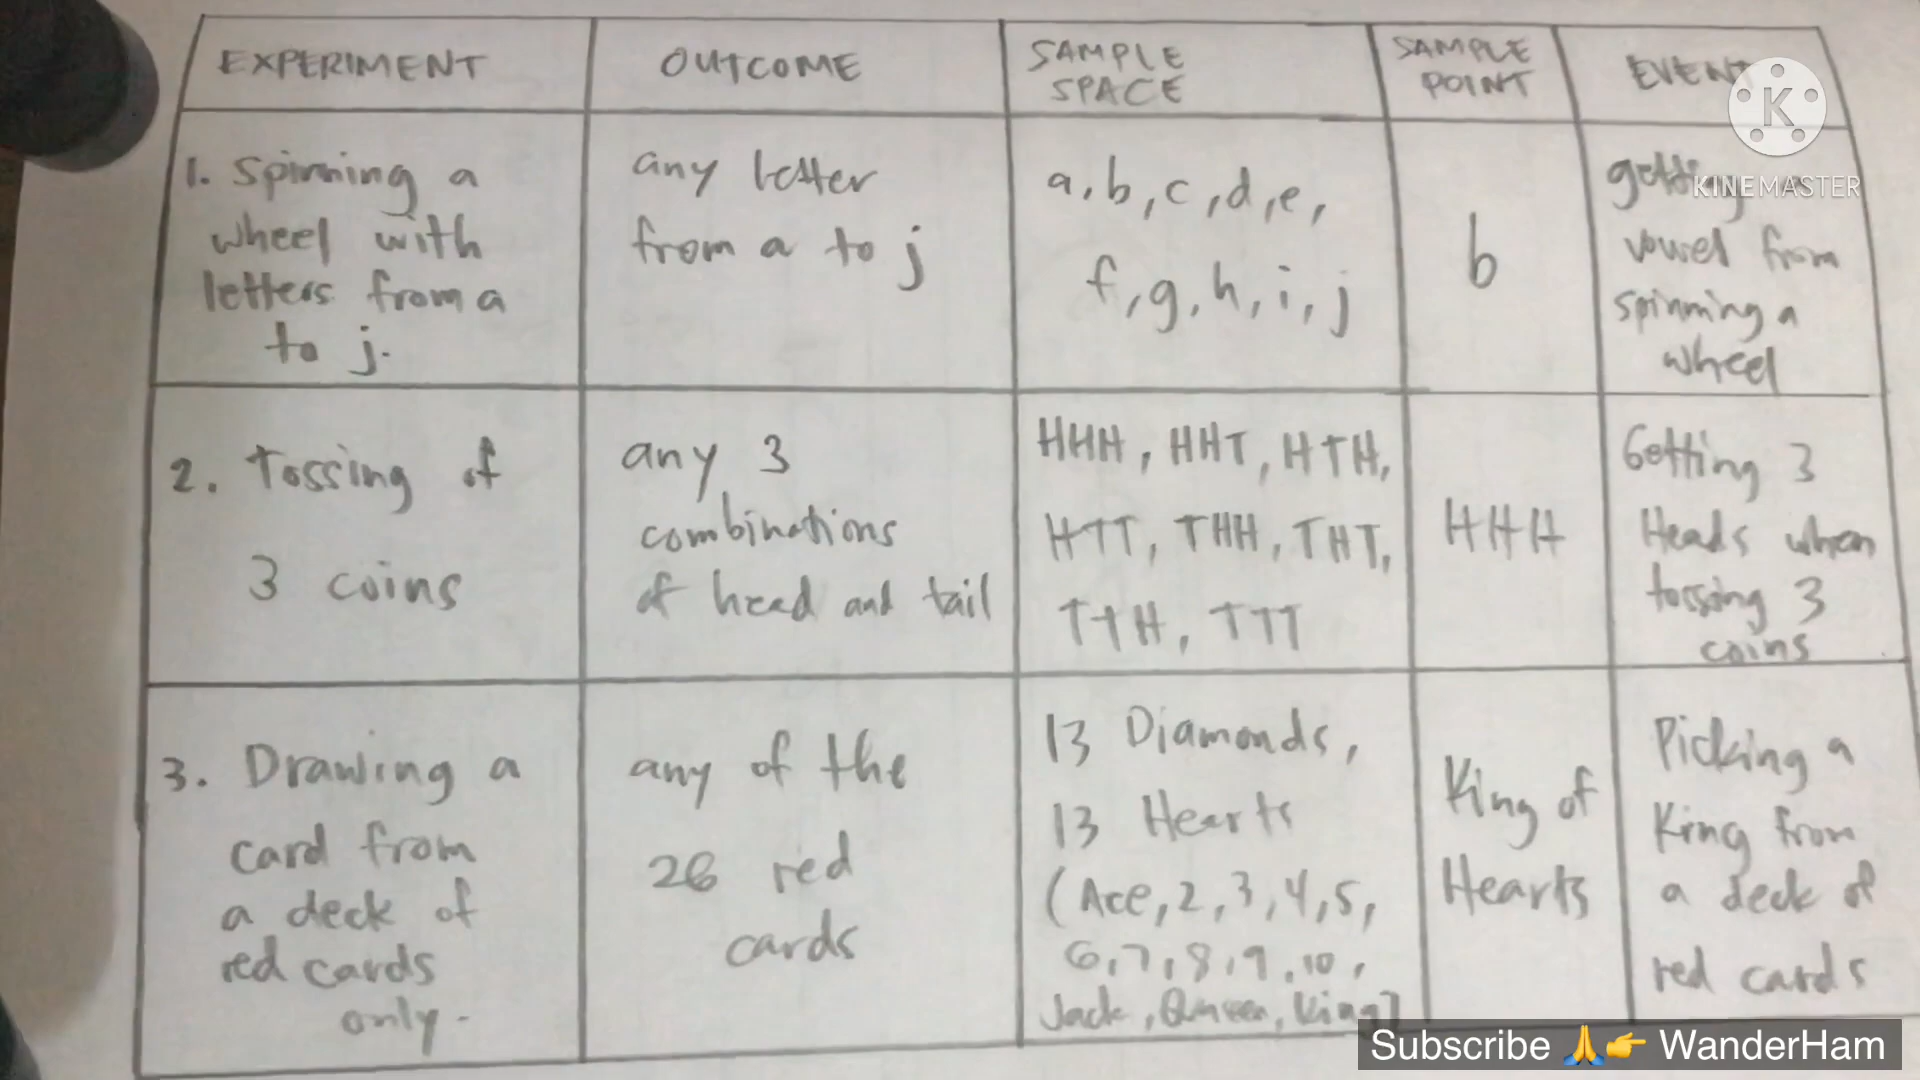 EXPERIMENT
OUTCOME
SAMPLE
SPACE
SAMPLE
POINT
EVENT
1. Spinning a
wheel with
letters from a
to j.
any letter
from a to j
a, b, c, d, e,
f, g, h, i, j
b
getting
vowel from
spinning a
wheel
2. Tossing of
3 coins
any 3
combinations
of head and tail
HHH, HHT, HTH,
HTT, THH, THT,
TTH, TTT
HHH
Getting 3
Heads when
tossing 3
coins
3. Drawing a
card from
a deck of
red cards
only.
any of the
26 red
cards
13 Diamonds,
13 Hearts
(Ace, 2, 3, 4, 5,
6, 7, 8, 9, 10,
Jack, Queen, King)
King of
Hearts
Picking a
King from
a deck of
red cards
K
KINEMASTER
Subscribe 🙏👉 WanderHam